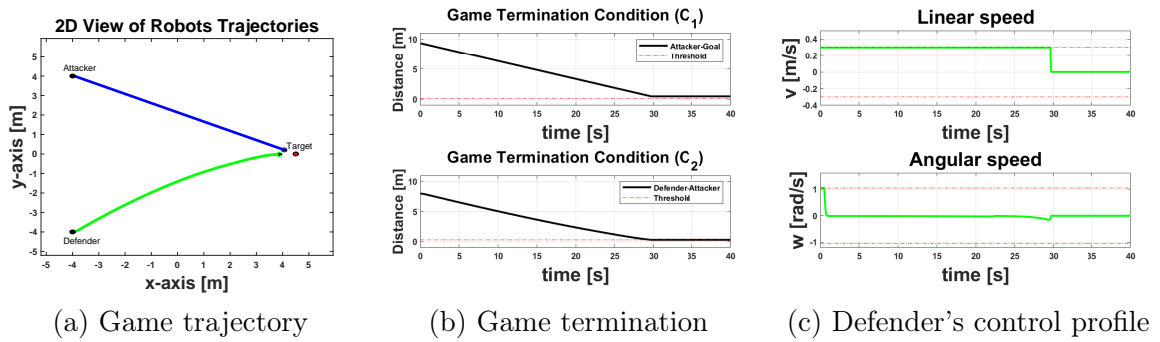 2D View of Robots Trajectories
y-axis [m]
5
4
3
2
1
0
-1
-2
-3
-4
-5
Attacker
Target
Defender
-5 -4 -3 -2 -1 0 1 2 3 4 5
x-axis [m]
(a) Game trajectory
Game Termination Condition (C1)
Distance [m]
10
5
0
Attacker-Goal
Threshold
0 5 10 15 20 25 30 35 40
time [s]
Game Termination Condition (C2)
Distance [m]
10
5
0
Defender-Attacker
Threshold
0 5 10 15 20 25 30 35 40
time [s]
(b) Game termination
Linear speed
v [m/s]
0.4
0.2
0
-0.2
-0.4
0 5 10 15 20 25 30 35 40
time [s]
Angular speed
w [rad/s]
1
0
-1
0 5 10 15 20 25 30 35 40
time [s]
(c) Defender's control profile